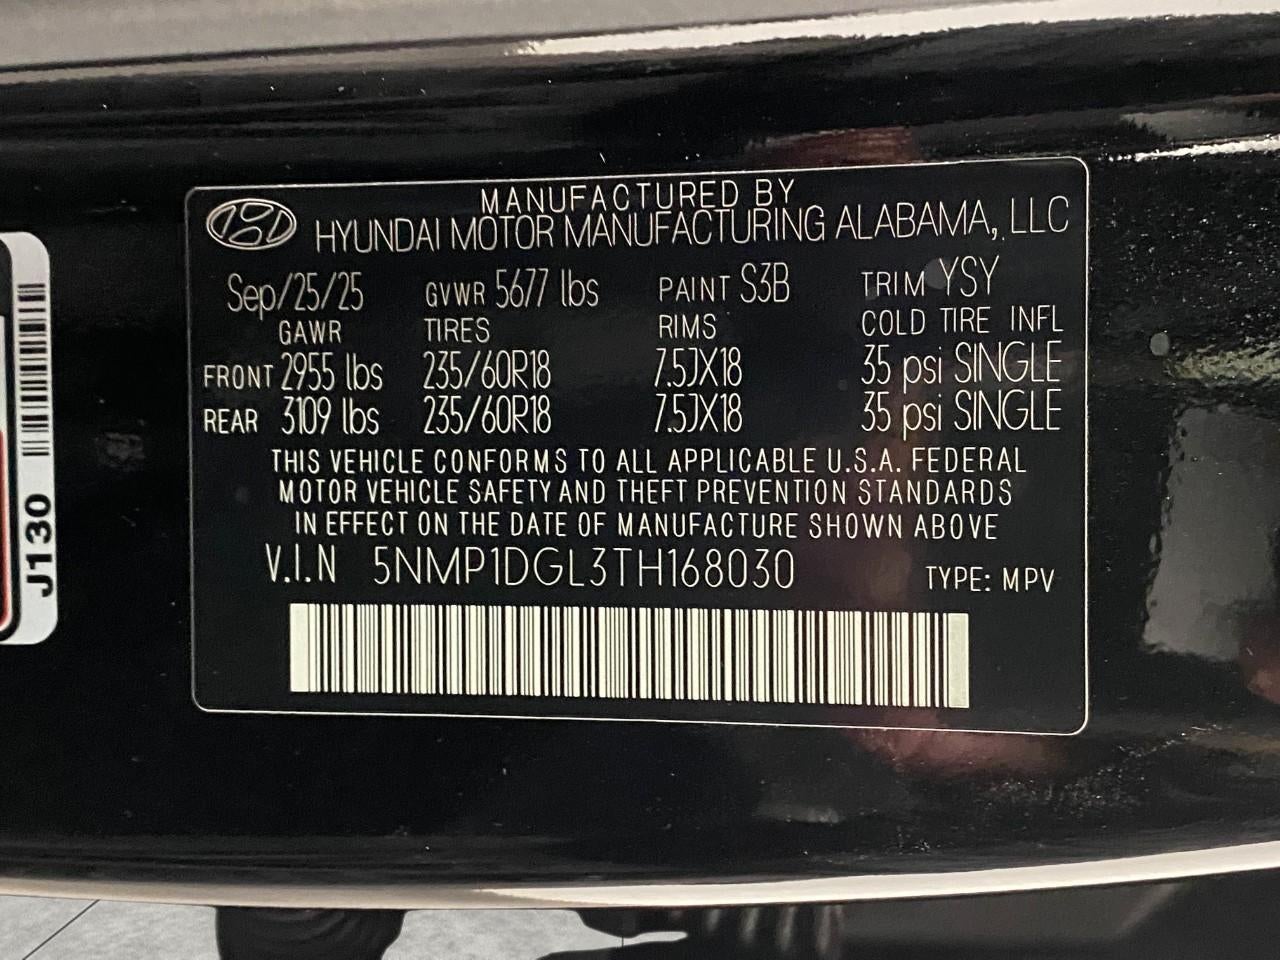 MANUFACTURED BY
HYUNDAI MOTOR MANUFACTURING ALABAMA, LLC
Sep/25/25 GVWR 5677 lbs PAINT S3B TRIM YSY
GAWR TIRES RIMS COLD TIRE INFL
FRONT 2955 lbs 235/60R18 7.5JX18 35 psi SINGLE
REAR 3109 lbs 235/60R18 7.5JX18 35 psi SINGLE
THIS VEHICLE CONFORMS TO ALL APPLICABLE U.S.A. FEDERAL
MOTOR VEHICLE SAFETY AND THEFT PREVENTION STANDARDS
IN EFFECT ON THE DATE OF MANUFACTURE SHOWN ABOVE
V.I.N 5NMP1DGL3TH168030 TYPE: MPV
J130